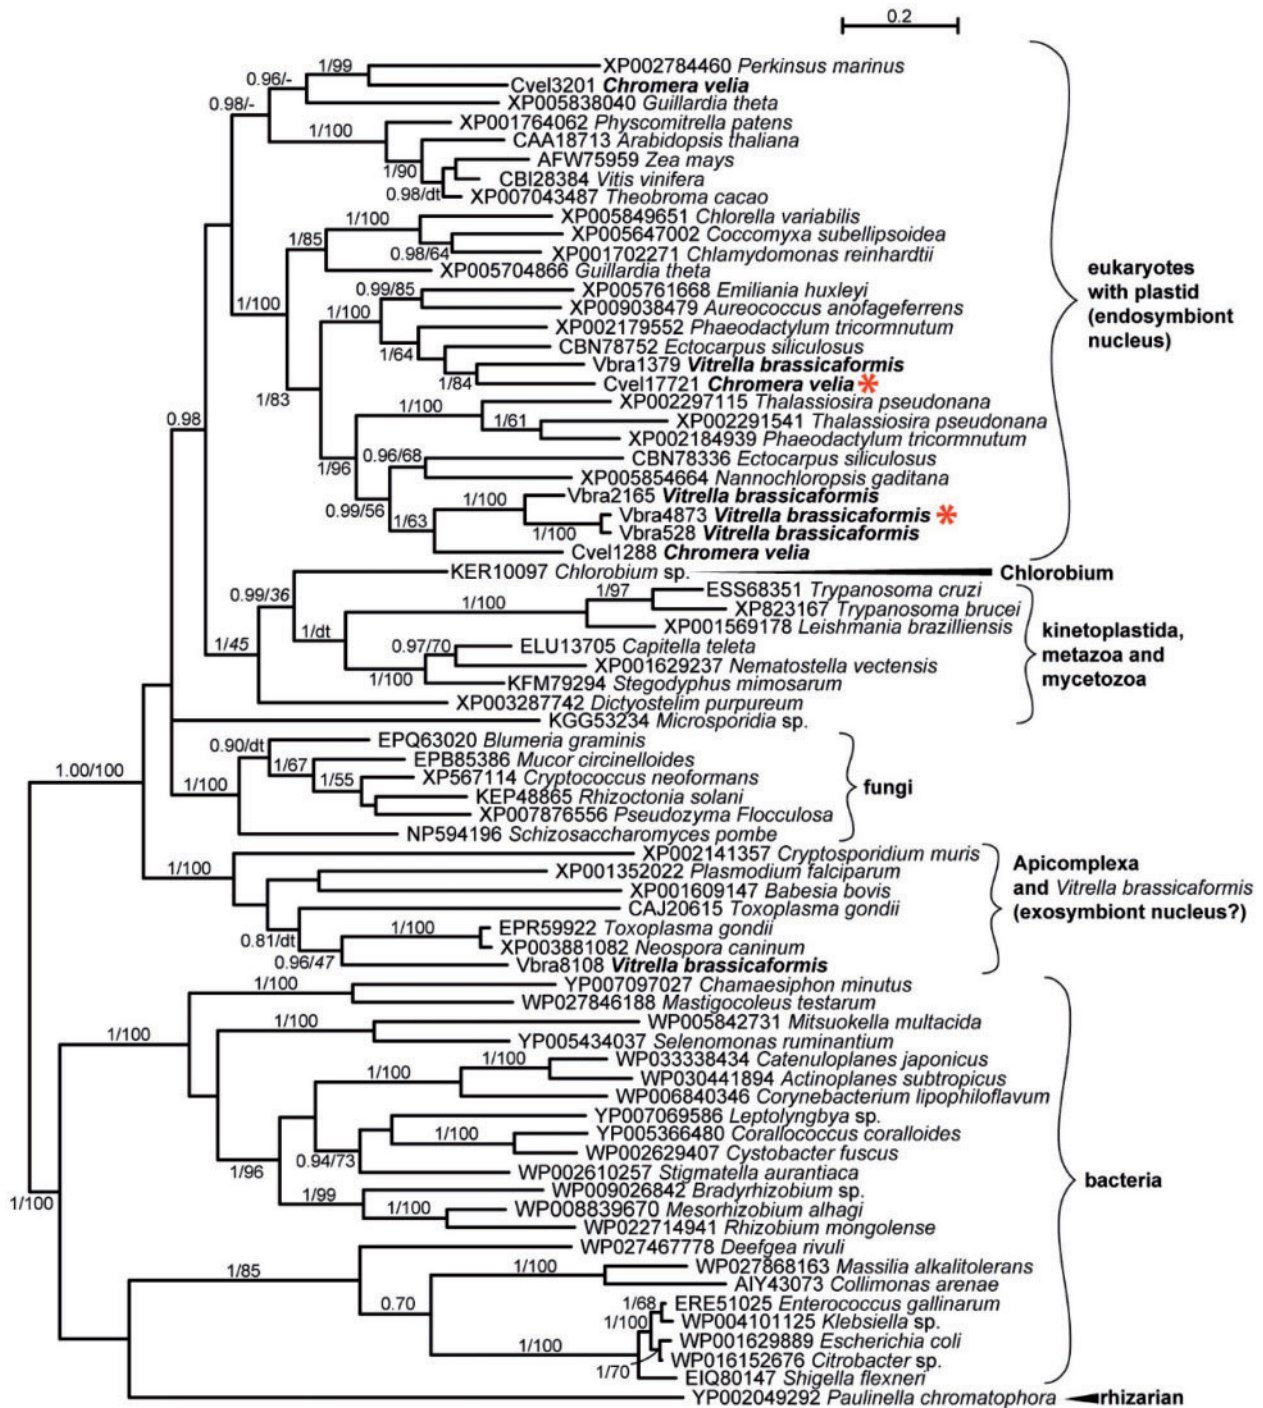 0.2
1/99
XP002784460 Perkinsus marinus
0.96/-
Cvel3201 Chromera velia
0.98/-
XP005838040 Guillardia theta
XP001764062 Physcomitrella patens
1/100
CAA18713 Arabidopsis thaliana
AFW75959 Zea mays
1/90
CBI28384 Vitis vinifera
0.98/dt
XP007043487 Theobroma cacao
1/100
XP005849651 Chlorella variabilis
1/85
XP005647002 Coccomyxa subellipsoidea
0.98/64
XP001702271 Chlamydomonas reinhardtii
XP005704866 Guillardia theta
eukaryotes
with plastid
(endosymbiont
nucleus)
0.99/85
XP005761668 Emiliania huxleyi
1/100
1/100
XP009038479 Aureococcus anofageferrens
XP002179552 Phaeodactylum tricormnutum
1/64
CBN78752 Ectocarpus siliculosus
Vbra1379 Vitrella brassicaformis
1/84
Cvel17721 Chromera velia *
1/83
1/100
XP002297115 Thalassiosira pseudonana
0.98
1/61
XP002291541 Thalassiosira pseudonana
XP002184939 Phaeodactylum tricormnutum
1/96
0.96/68
CBN78336 Ectocarpus siliculosus
XP005854664 Nannochloropsis gaditana
1/100
Vbra2165 Vitrella brassicaformis
0.99/56
1/63
Vbra4873 Vitrella brassicaformis *
1/100
Vbra528 Vitrella brassicaformis
Cvel1288 Chromera velia
KER10097 Chlorobium sp.
Chlorobium
0.99/36
1/97
ESS68351 Trypanosoma cruzi
1/100
XP823167 Trypanosoma brucei
1/dt
XP001569178 Leishmania brazilliensis
kinetoplastida,
metazoa and
mycetozoa
1/45
0.97/70
ELU13705 Capitella teleta
XP001629237 Nematostella vectensis
1/100
KFM79294 Stegodyphus mimosarum
XP003287742 Dictyostelim purpureum
KGG53234 Microsporidia sp.
0.90/dt
EPQ63020 Blumeria graminis
1/67
EPB85386 Mucor circinelloides
1.00/100
1/100
1/55
XP567114 Cryptococcus neoformans
fungi
KEP48865 Rhizoctonia solani
XP007876556 Pseudozyma Flocculosa
NP594196 Schizosaccharomyces pombe
XP002141357 Cryptosporidium muris
1/100
XP001352022 Plasmodium falciparum
Apicomplexa
and Vitrella brassicaformis
(exosymbiont nucleus?)
XP001609147 Babesia bovis
CAJ20615 Toxoplasma gondii
1/100
EPR59922 Toxoplasma gondii
0.81/dt
XP003881082 Neospora caninum
0.96/47
Vbra8108 Vitrella brassicaformis
1/100
YP007097027 Chamaesiphon minutus
WP027846188 Mastigocoleus testarum
1/100
1/100
WP005842731 Mitsuokella multacida
YP005434037 Selenomonas ruminantium
1/100
WP033338434 Catenuloplanes japonicus
1/100
WP030441894 Actinoplanes subtropicus
WP006840346 Corynebacterium lipophiloflavum
YP007069586 Leptolyngbya sp.
1/100
YP005366480 Corallococcus coralloides
WP002629407 Cystobacter fuscus
0.94/73
1/96
WP002610257 Stigmatella aurantiaca
bacteria
1/99
WP009026842 Bradyrhizobium sp.
1/100
1/100
WP008839670 Mesorhizobium alhagi
WP022714941 Rhizobium mongolense
WP027467778 Deefgea rivuli
1/85
1/100
WP027868163 Massilia alkalitolerans
AIY43073 Collimonas arenae
0.70
1/68
ERE51025 Enterococcus gallinarum
1/100
WP004101125 Klebsiella sp.
1/100
WP001629889 Escherichia coli
1/70
WP016152676 Citrobacter sp.
EIQ80147 Shigella flexneri
YP002049292 Paulinella chromatophora
rhizarian